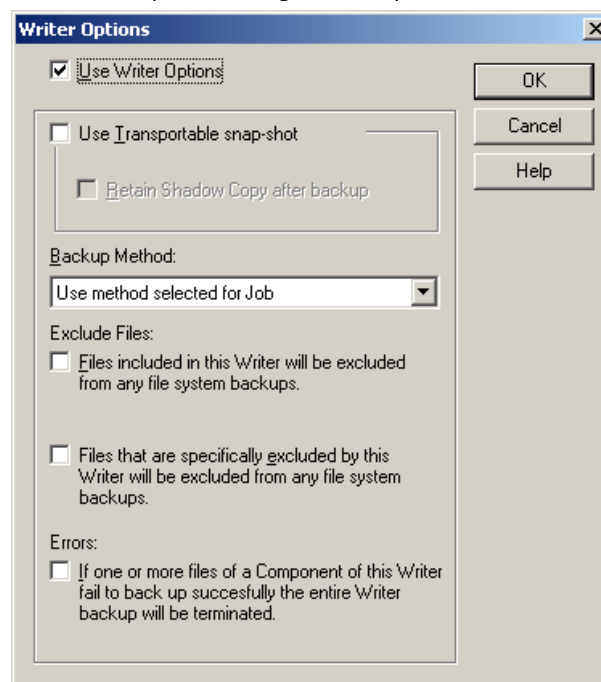 Writer Options
Use Writer Options
OK
Use Transportable snap-shot
Cancel
Retain Shadow Copy after backup
Help
Backup Method:
Use method selected for Job
Exclude Files:
Files included in this Writer will be excluded
from any file system backups.
Files that are specifically excluded by this
Writer will be excluded from any file system
backups.
Errors:
If one or more files of a Component of this Writer
fail to back up succesfully the entire Writer
backup will be terminated.